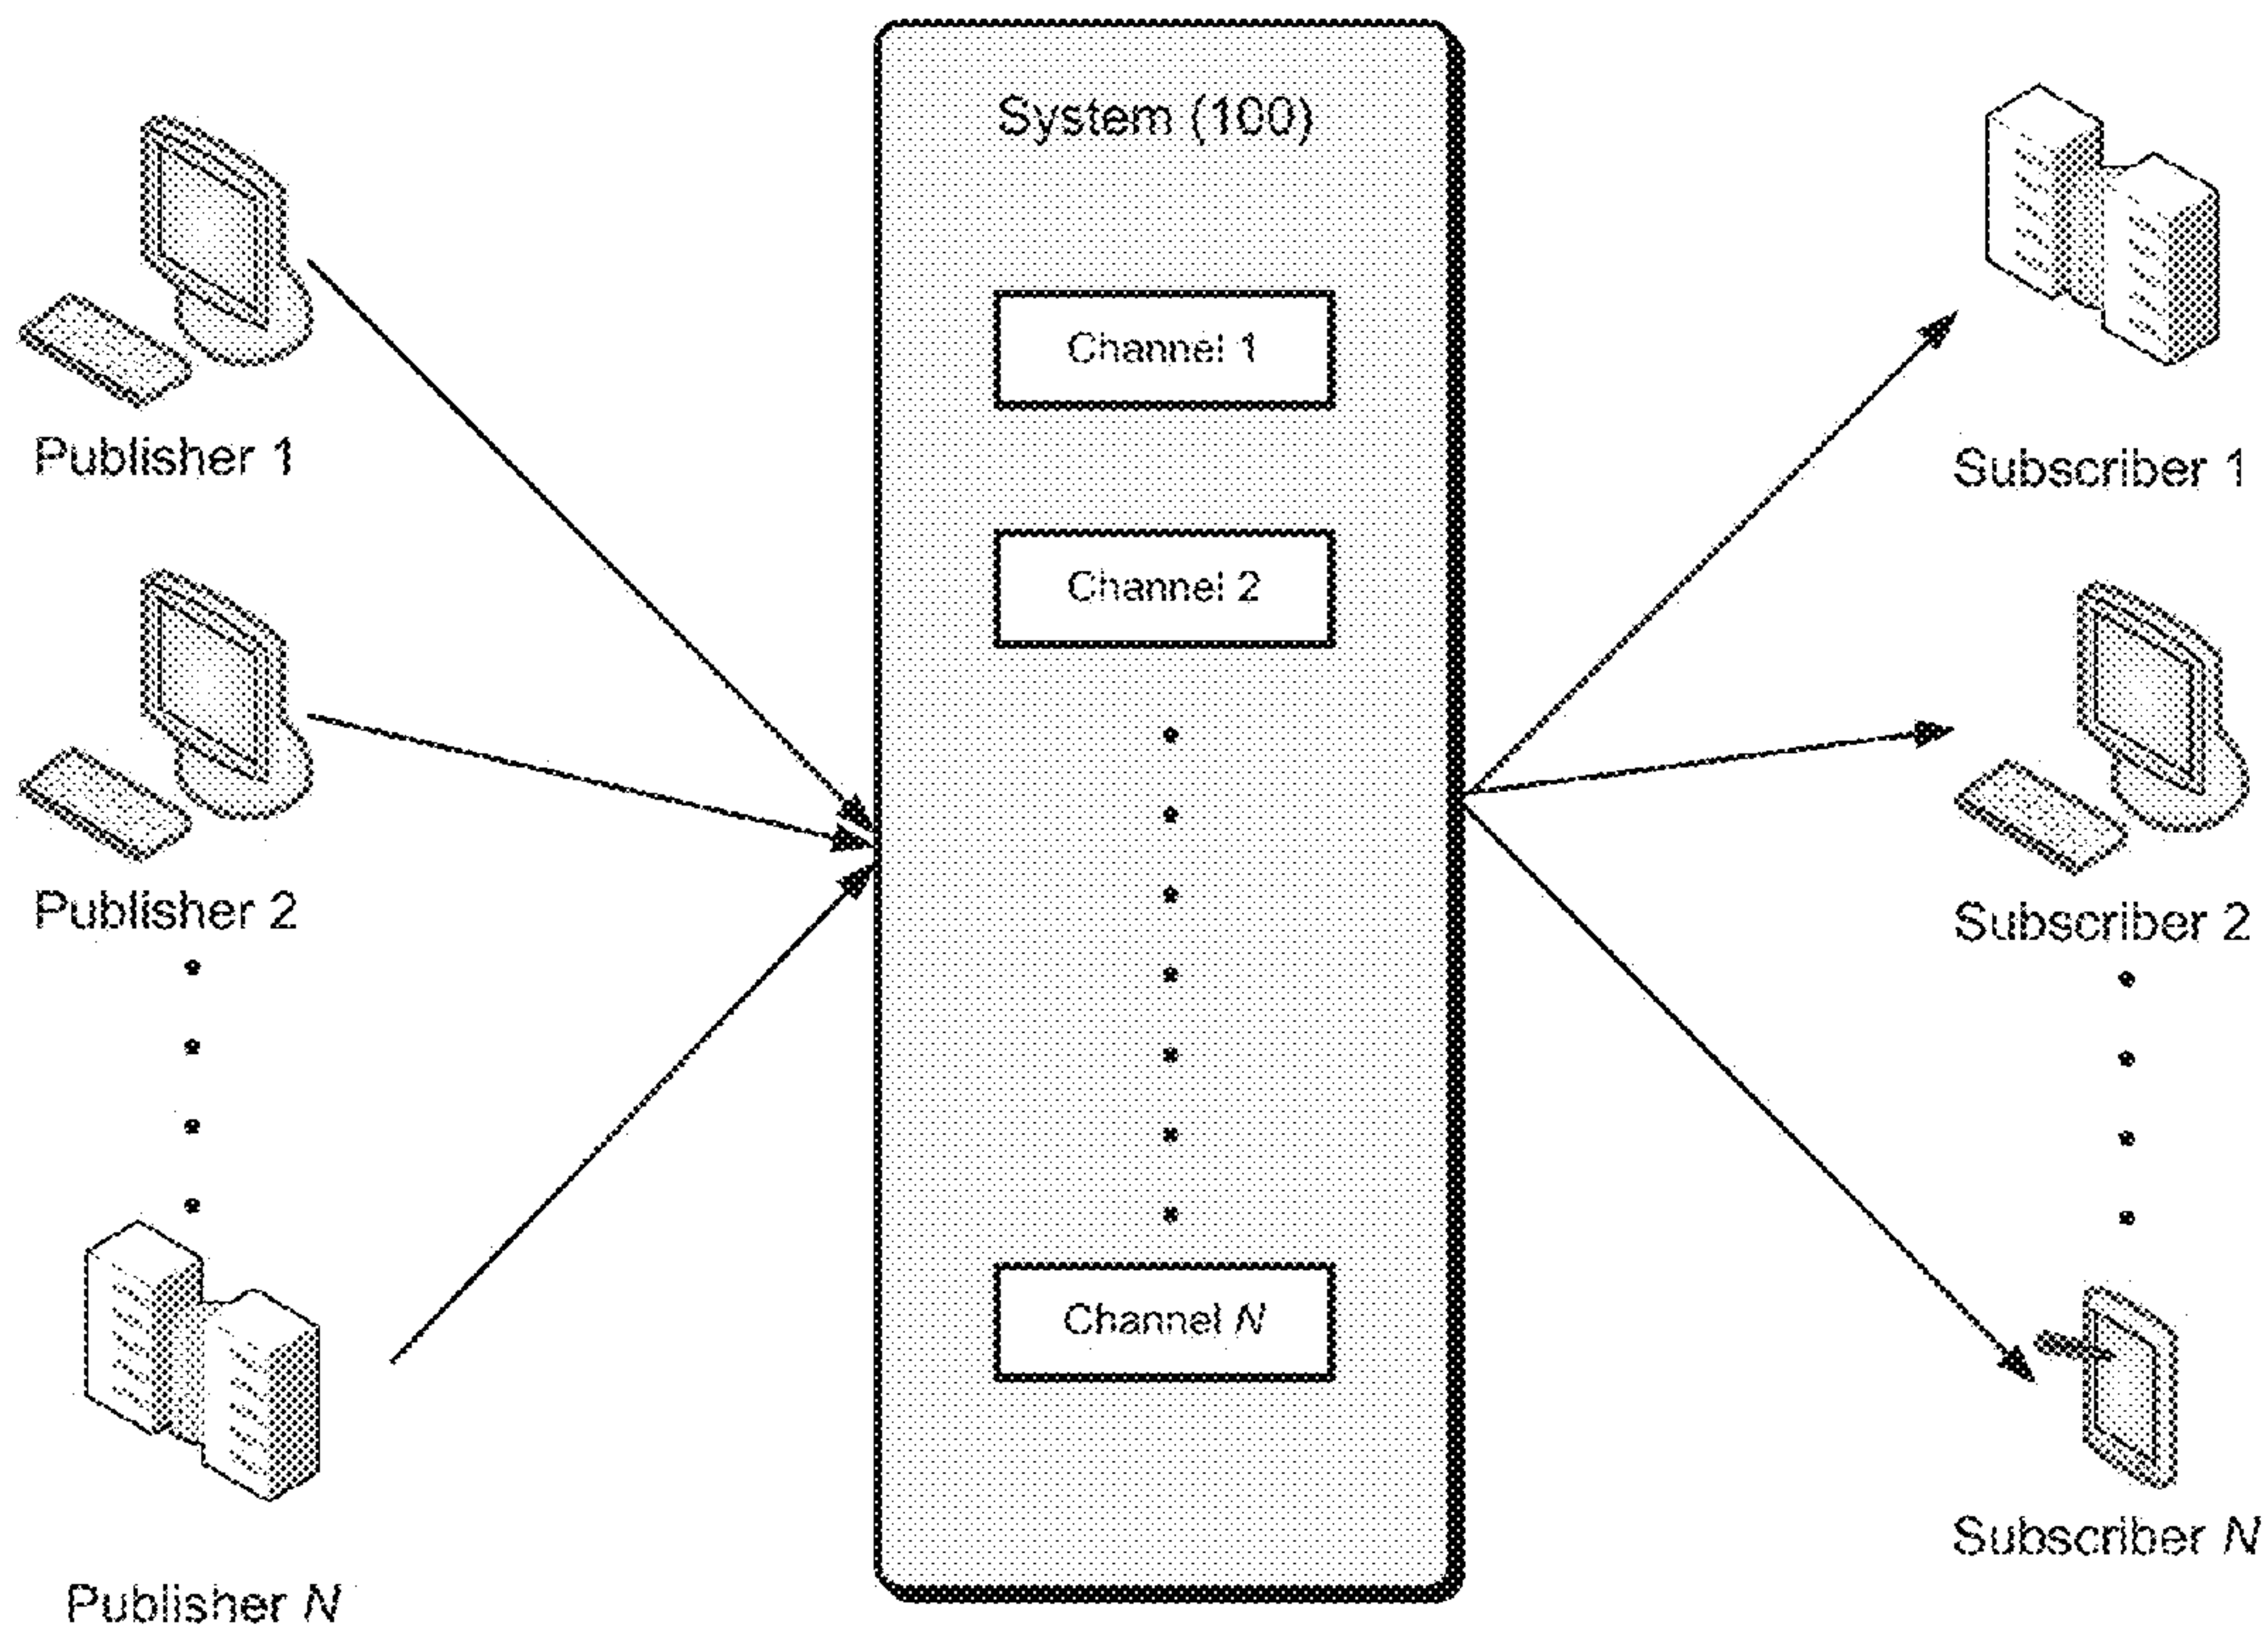 System (100)
Publisher 1
Publisher 2
Publisher N
Channel 1
Channel 2
Channel N
Subscriber 1
Subscriber 2
Subscriber N